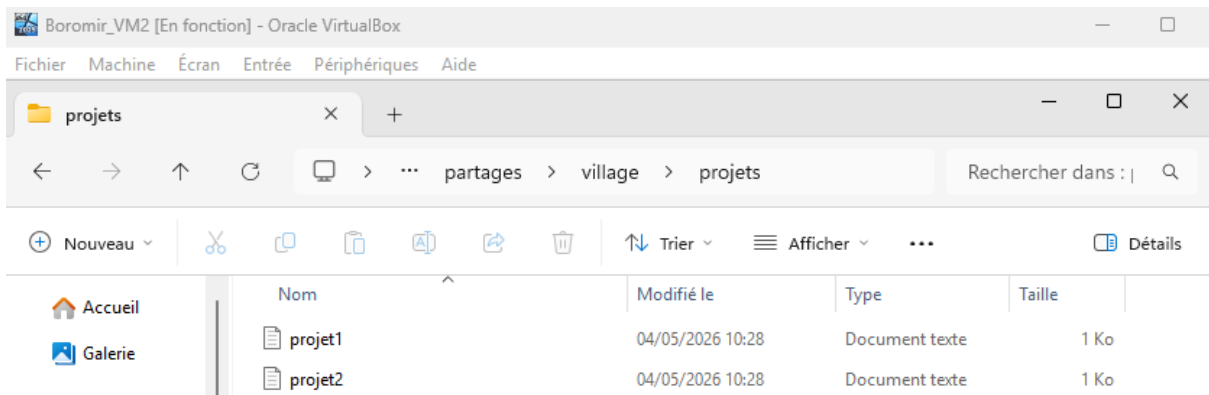 Boromir_VM2 [En fonction] - Oracle VirtualBox
Fichier Machine Écran Entrée Périphériques Aide
projets
... partages > village > projets Rechercher dans : p
Nouveau Trier Afficher ... Détails
Accueil Nom Modifié le Type Taille
projet1 04/05/2026 10:28 Document texte 1 Ko
Galerie
projet2 04/05/2026 10:28 Document texte 1 Ko